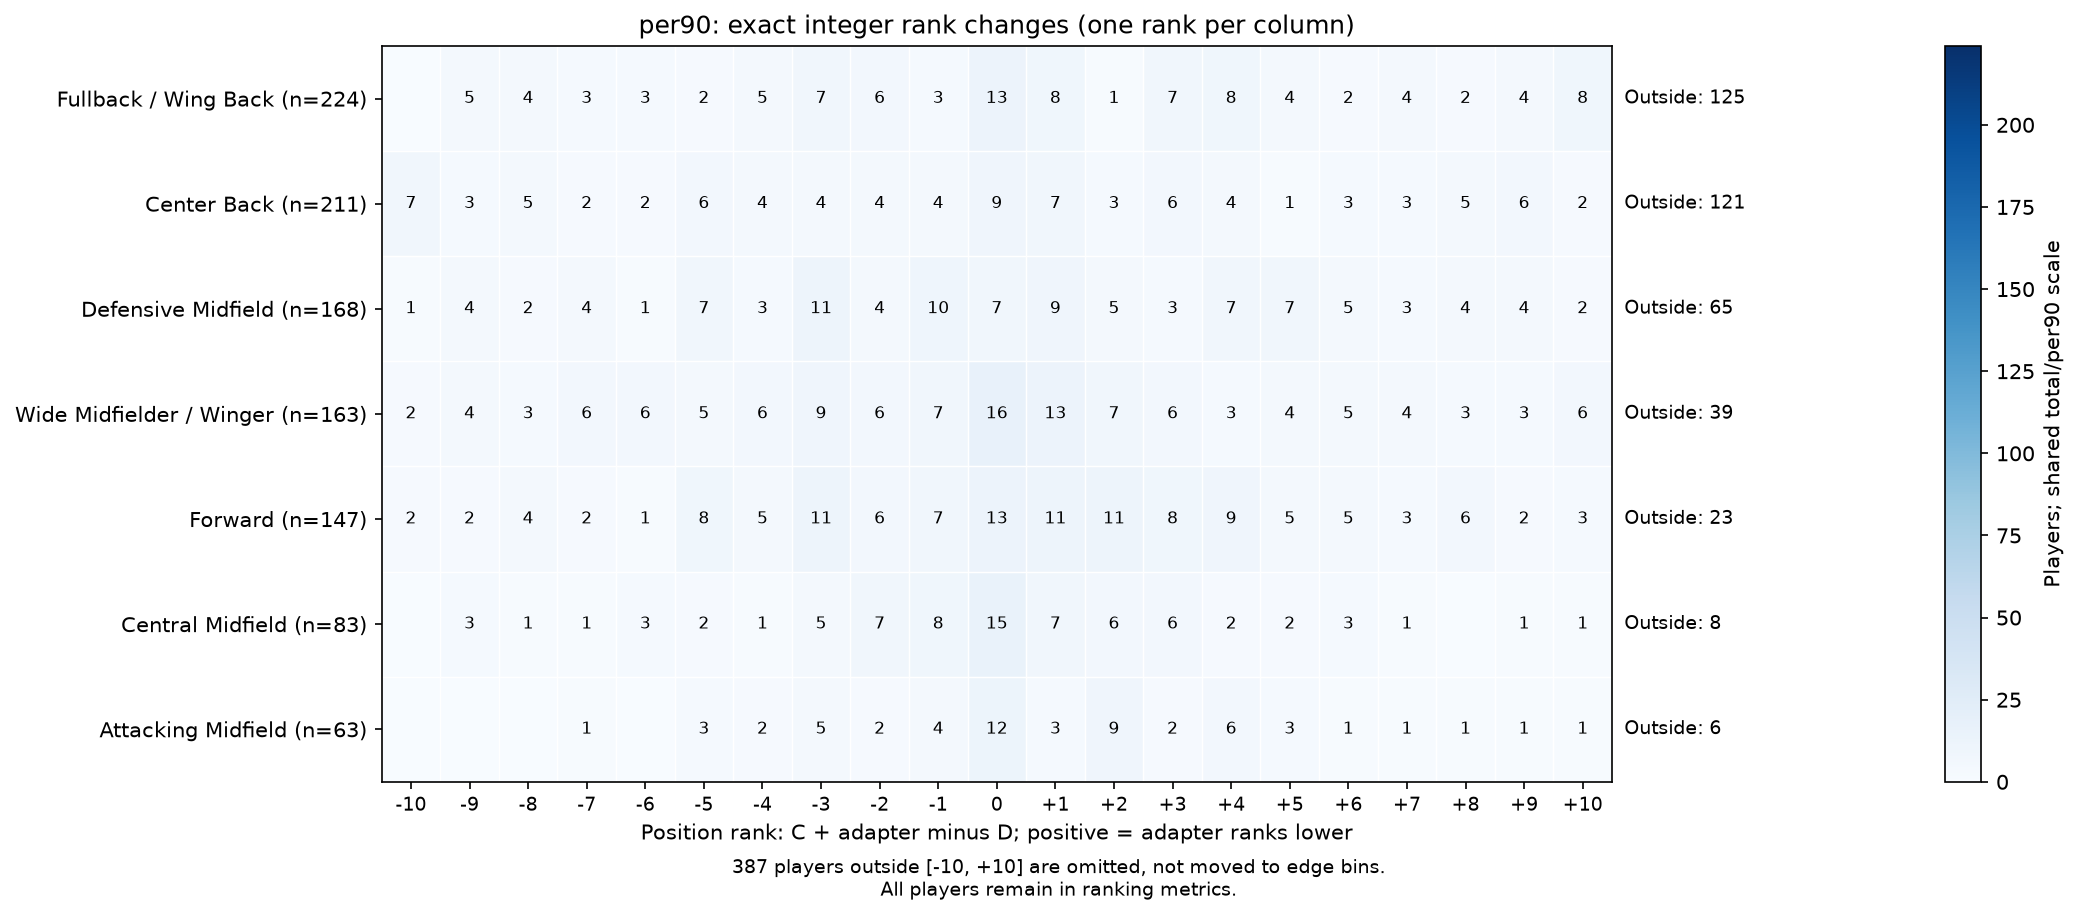 per90: exact integer rank changes (one rank per column)
Fullback / Wing Back (n=224) 5 4 3 3 2 5 7 6 3 13 8 1 7 8 4 2 4 2 4 8 Outside: 125
Center Back (n=211) 7 3 5 2 2 6 4 4 4 4 9 7 3 6 4 1 3 3 5 6 2 Outside: 121
Defensive Midfield (n=168) 1 4 2 4 1 7 3 11 4 10 7 9 5 3 7 7 5 3 4 4 2 Outside: 65
Wide Midfielder / Winger (n=163) 2 4 3 6 6 5 6 9 6 7 16 13 7 6 3 4 5 4 3 3 6 Outside: 39
Forward (n=147) 2 2 4 2 1 8 5 11 6 7 13 11 11 8 9 5 5 3 6 2 3 Outside: 23
Central Midfield (n=83) 3 1 1 3 2 1 5 7 8 15 7 6 6 2 2 3 1 1 1 Outside: 8
Attacking Midfield (n=63) 1 3 2 5 2 4 12 3 9 2 6 3 1 1 1 1 1 Outside: 6
-10 -9 -8 -7 -6 -5 -4 -3 -2 -1 0 +1 +2 +3 +4 +5 +6 +7 +8 +9 +10
Position rank: C + adapter minus D; positive = adapter ranks lower
387 players outside [-10, +10] are omitted, not moved to edge bins.
All players remain in ranking metrics.
200
175
150
125
100
75
50
25
0
Players; shared total/per90 scale